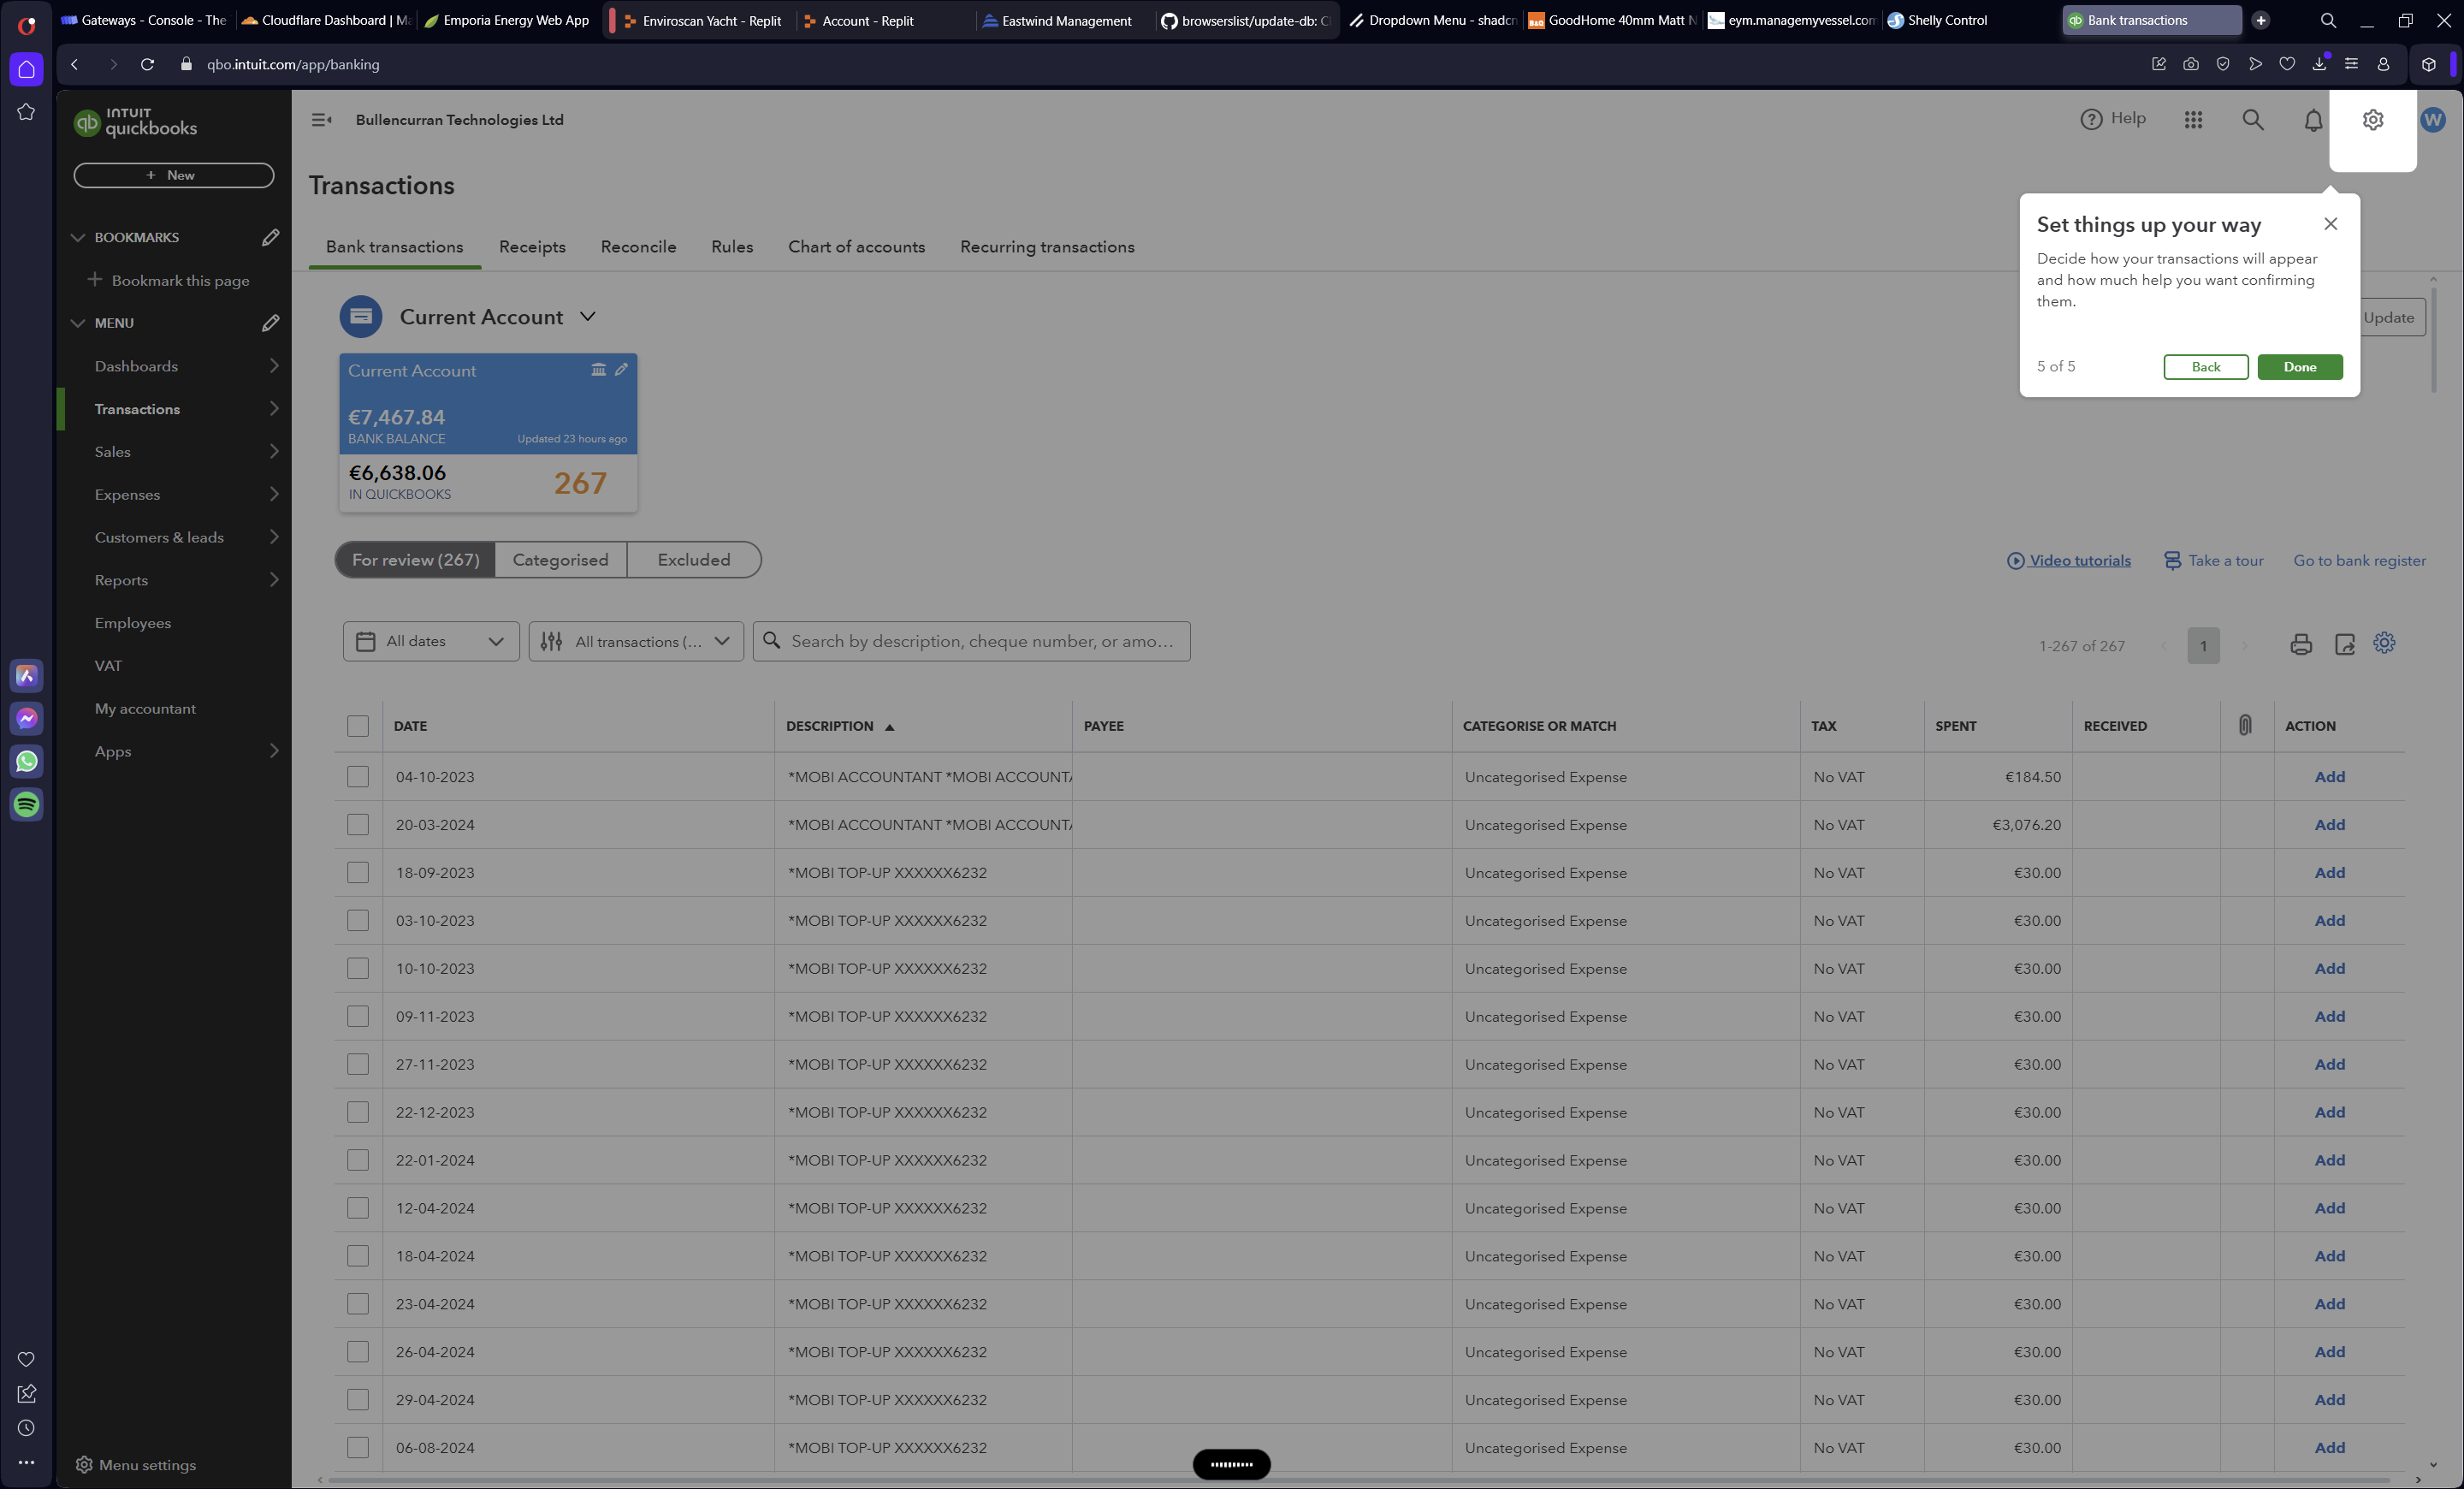 Gateways - Console - The
Cloudflare Dashboard | Ma
Emporia Energy Web App
Enviroscan Yacht - Replit
Account - Replit
Eastwind Management
browserslist/update-db: C
Dropdown Menu - shadcn
GoodHome 40mm Matt N
eym.managemyvessel.com
Shelly Control
Bank transactions
qbo.intuit.com/app/banking
INTUIT
quickbooks
Bullencurran Technologies Ltd
Help
W
+ New
Transactions
BOOKMARKS
Bookmark this page
MENU
Dashboards
Transactions
Sales
Expenses
Customers & leads
Reports
Employees
VAT
My accountant
Apps
Menu settings
Bank transactions Receipts Reconcile Rules Chart of accounts Recurring transactions
Set things up your way
Decide how your transactions will appear
and how much help you want confirming
them.
5 of 5 Back Done
Update
Current Account
Current Account
€7,467.84
BANK BALANCE Updated 23 hours ago
€6,638.06
IN QUICKBOOKS
267
For review (267) Categorised Excluded
Video tutorials Take a tour Go to bank register
All dates All transactions (... Search by description, cheque number, or amo...
1-267 of 267 1
DATE DESCRIPTION PAYEE CATEGORISE OR MATCH TAX SPENT RECEIVED ACTION
04-10-2023 *MOBI ACCOUNTANT *MOBI ACCOUNTA Uncategorised Expense No VAT €184.50 Add
20-03-2024 *MOBI ACCOUNTANT *MOBI ACCOUNTA Uncategorised Expense No VAT €3,076.20 Add
18-09-2023 *MOBI TOP-UP XXXXXX6232 Uncategorised Expense No VAT €30.00 Add
03-10-2023 *MOBI TOP-UP XXXXXX6232 Uncategorised Expense No VAT €30.00 Add
10-10-2023 *MOBI TOP-UP XXXXXX6232 Uncategorised Expense No VAT €30.00 Add
09-11-2023 *MOBI TOP-UP XXXXXX6232 Uncategorised Expense No VAT €30.00 Add
27-11-2023 *MOBI TOP-UP XXXXXX6232 Uncategorised Expense No VAT €30.00 Add
22-12-2023 *MOBI TOP-UP XXXXXX6232 Uncategorised Expense No VAT €30.00 Add
22-01-2024 *MOBI TOP-UP XXXXXX6232 Uncategorised Expense No VAT €30.00 Add
12-04-2024 *MOBI TOP-UP XXXXXX6232 Uncategorised Expense No VAT €30.00 Add
18-04-2024 *MOBI TOP-UP XXXXXX6232 Uncategorised Expense No VAT €30.00 Add
23-04-2024 *MOBI TOP-UP XXXXXX6232 Uncategorised Expense No VAT €30.00 Add
26-04-2024 *MOBI TOP-UP XXXXXX6232 Uncategorised Expense No VAT €30.00 Add
29-04-2024 *MOBI TOP-UP XXXXXX6232 Uncategorised Expense No VAT €30.00 Add
06-08-2024 *MOBI TOP-UP XXXXXX6232 Uncategorised Expense No VAT €30.00 Add